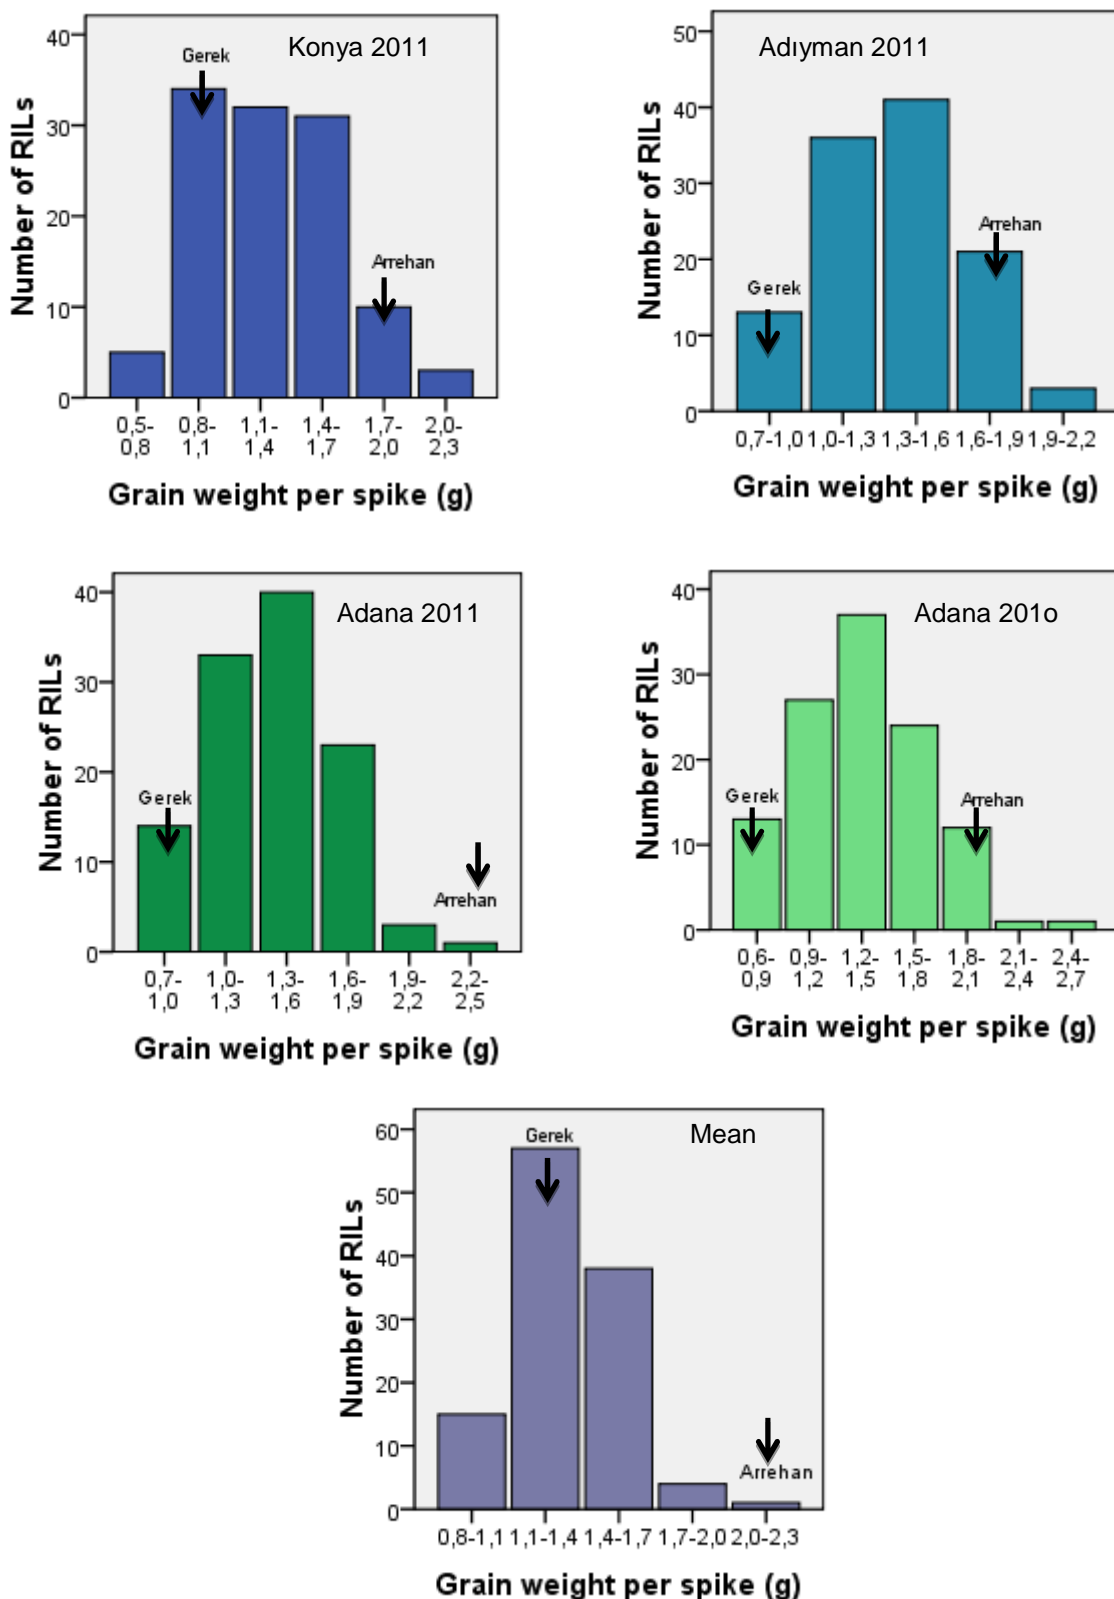 Konya 2011
Gerek
Arrehan
Number of RILs
40
30
20
10
0
0,5-
0,8
0,8-
1,1
1,1-
1,4
1,4-
1,7
1,7-
2,0
2,0-
2,3
Grain weight per spike (g)
Adıyman 2011
Gerek
Arrehan
Number of RILs
50
40
30
20
10
0
0,7-1,0 1,0-1,3 1,3-1,6 1,6-1,9 1,9-2,2
Grain weight per spike (g)
Adana 2011
Gerek
Arrehan
Number of RILs
40
30
20
10
0
0,7-
1,0
1,0-
1,3
1,3-
1,6
1,6-
1,9
1,9-
2,2
2,2-
2,5
Grain weight per spike (g)
Adana 201o
Gerek
Arrehan
Number of RILs
40
30
20
10
0
0,6-
0,9
0,9-
1,2
1,2-
1,5
1,5-
1,8
1,8-
2,1
2,1-
2,4
2,4-
2,7
Grain weight per spike (g)
Mean
Gerek
Arrehan
Number of RILs
60
50
40
30
20
10
0
0,8-1,1 1,1-1,4 1,4-1,7 1,7-2,0 2,0-2,3
Grain weight per spike (g)